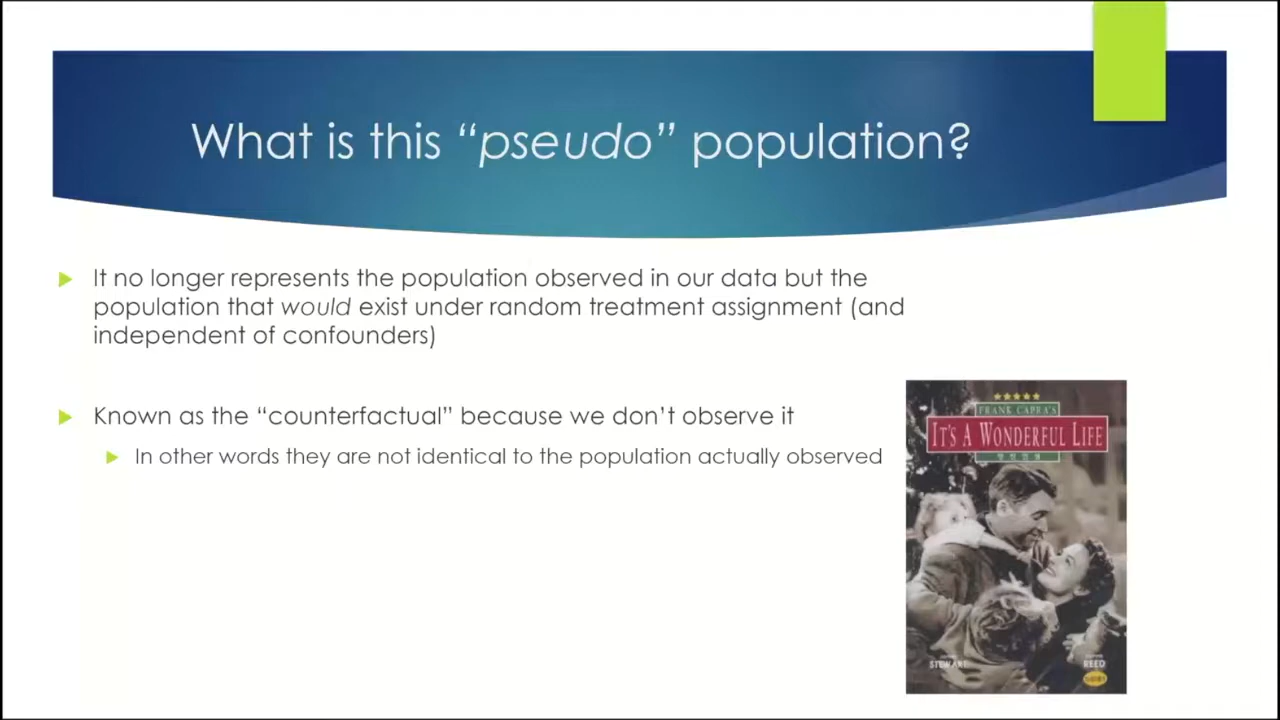 What is this “pseudo” population?
It no longer represents the population observed in our data but the
population that would exist under random treatment assignment (and
independent of confounders)
Known as the “counterfactual” because we don’t observe it
In other words they are not identical to the population actually observed
FRANK CAPRA'S
IT'S A WONDERFUL LIFE
STEWART
REED